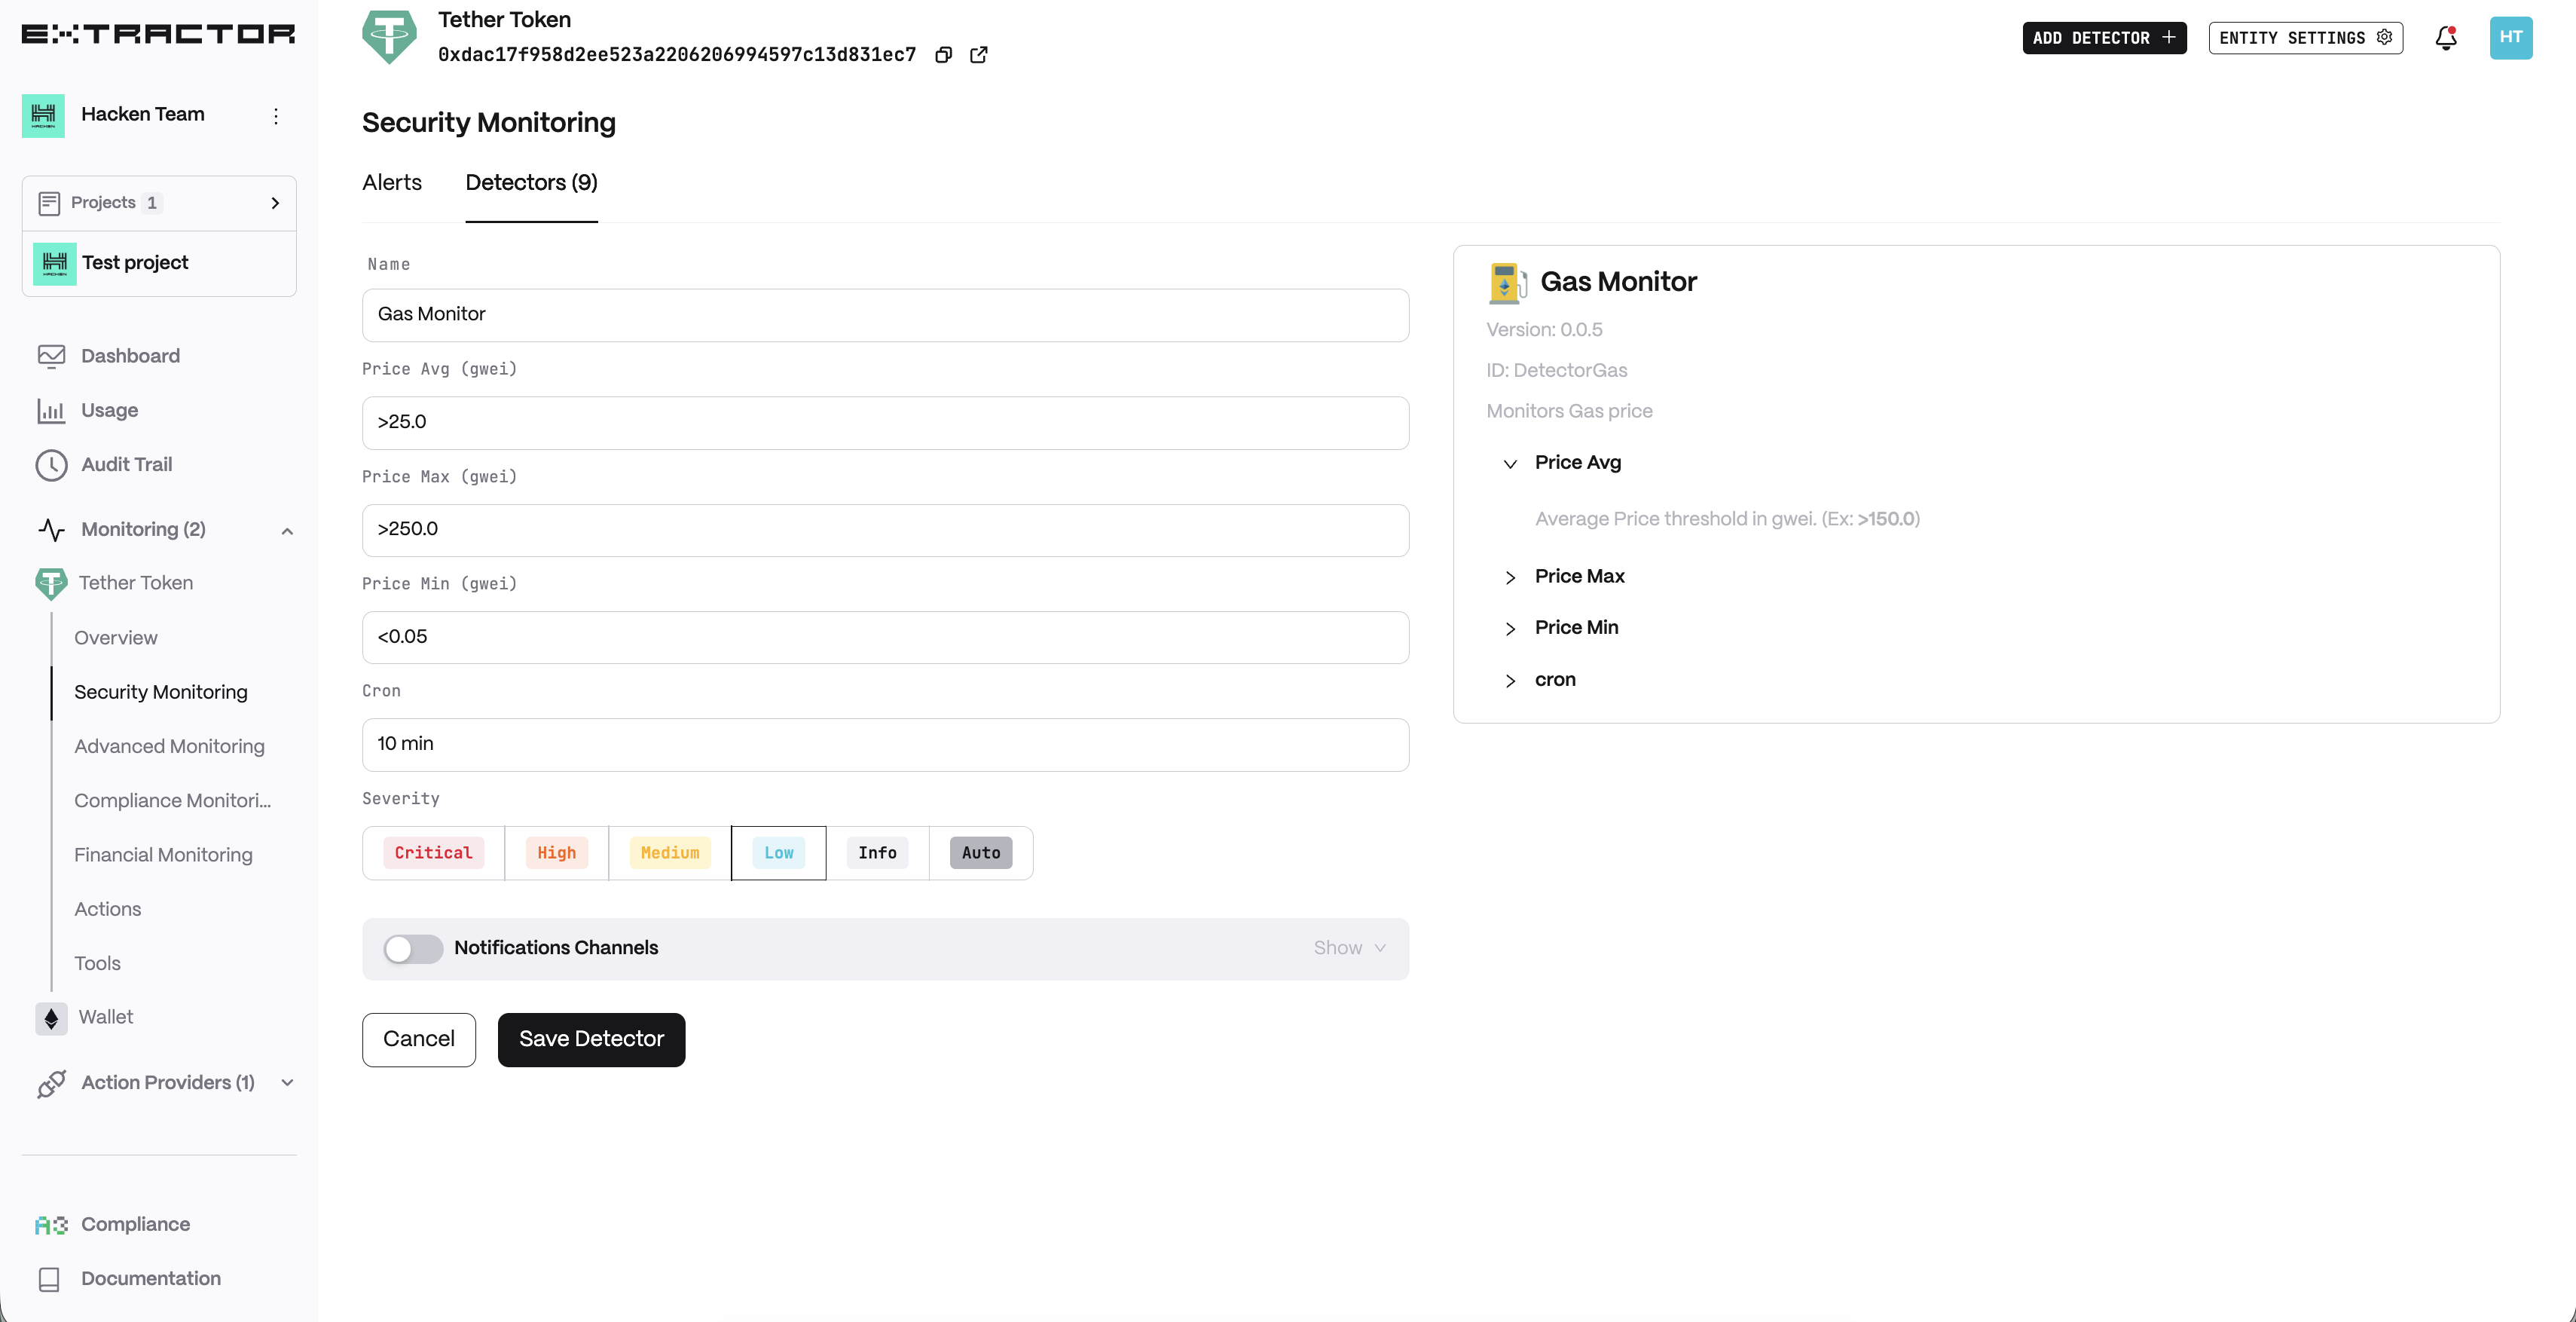 EXTRACTOR
Hacken Team
Projects 1
Test project
Dashboard
Usage
Audit Trail
Monitoring (2)
Tether Token
Overview
Security Monitoring
Advanced Monitoring
Compliance Monitori...
Financial Monitoring
Actions
Tools
Wallet
Action Providers (1)
Compliance
Documentation
Tether Token
0xdac17f958d2ee523a2206206994597c13d831ec7
ADD DETECTOR
ENTITY SETTINGS
HT
Security Monitoring
Alerts
Detectors (9)
Name
Gas Monitor
Price Avg (gwei)
>25.0
Price Max (gwei)
>250.0
Price Min (gwei)
<0.05
Cron
10 min
Severity
Critical High Medium Low Info Auto
Notifications Channels
Show
Cancel
Save Detector
Gas Monitor
Version: 0.0.5
ID: DetectorGas
Monitors Gas price
Price Avg
Average Price threshold in gwei. (Ex: >150.0)
Price Max
Price Min
cron